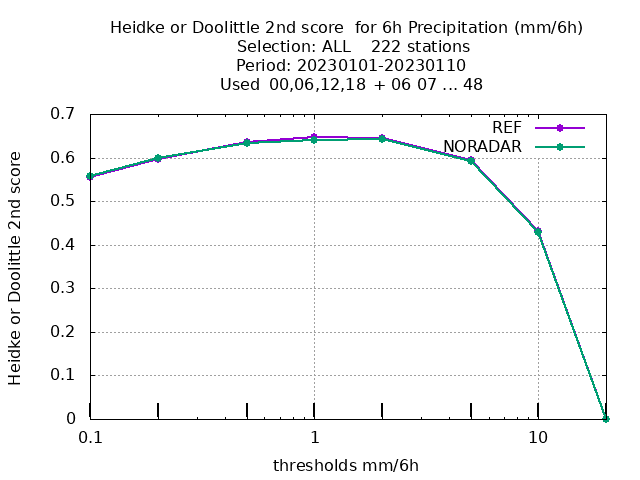 Heidke or Doolittle 2nd score  for 6h Precipitation (mm/6h)
Selection: ALL    222 stations
Period: 20230101-20230110
Used  00,06,12,18  + 06 07 ... 48
REF
NORADAR
Heidke or Doolittle 2nd score
0.7
0.6
0.5
0.4
0.3
0.2
0.1
0
0.1 1 10
thresholds mm/6h